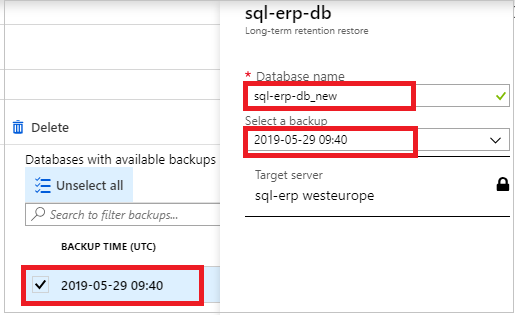 Delete
Databases with available backups
Unselect all
Search to filter backups...
BACKUP TIME (UTC)
2019-05-29 09:40
sql-erp-db
Long-term retention restore
* Database name
sql-erp-db_new
Select a backup
2019-05-29 09:40
Target server
sql-erp westeurope